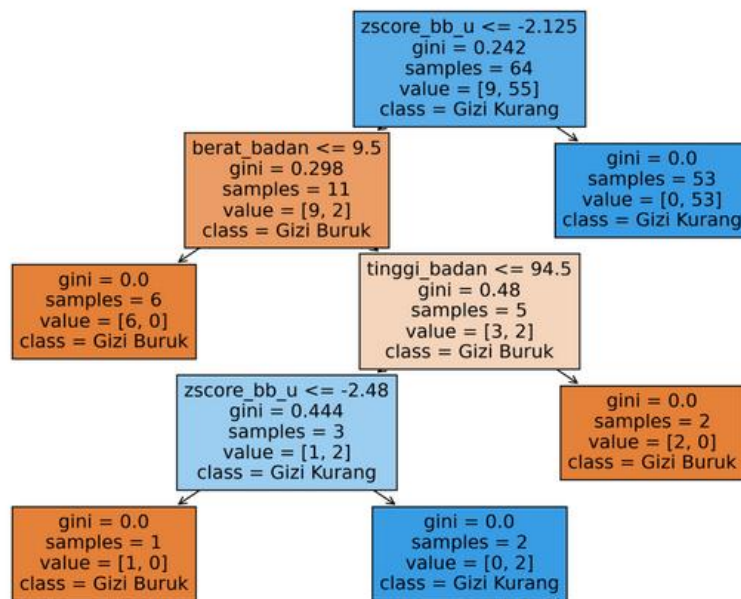 zscore_bb_u <= -2.125
gini = 0.242
samples = 64
value = [9, 55]
class = Gizi Kurang
berat_badan <= 9.5
gini = 0.298
samples = 11
value = [9, 2]
class = Gizi Buruk
gini = 0.0
samples = 53
value = [0, 53]
class = Gizi Kurang
gini = 0.0
samples = 6
value = [6, 0]
class = Gizi Buruk
tinggi_badan <= 94.5
gini = 0.48
samples = 5
value = [3, 2]
class = Gizi Buruk
zscore_bb_u <= -2.48
gini = 0.444
samples = 3
value = [1, 2]
class = Gizi Kurang
gini = 0.0
samples = 2
value = [2, 0]
class = Gizi Buruk
gini = 0.0
samples = 1
value = [1, 0]
class = Gizi Buruk
gini = 0.0
samples = 2
value = [0, 2]
class = Gizi Kurang